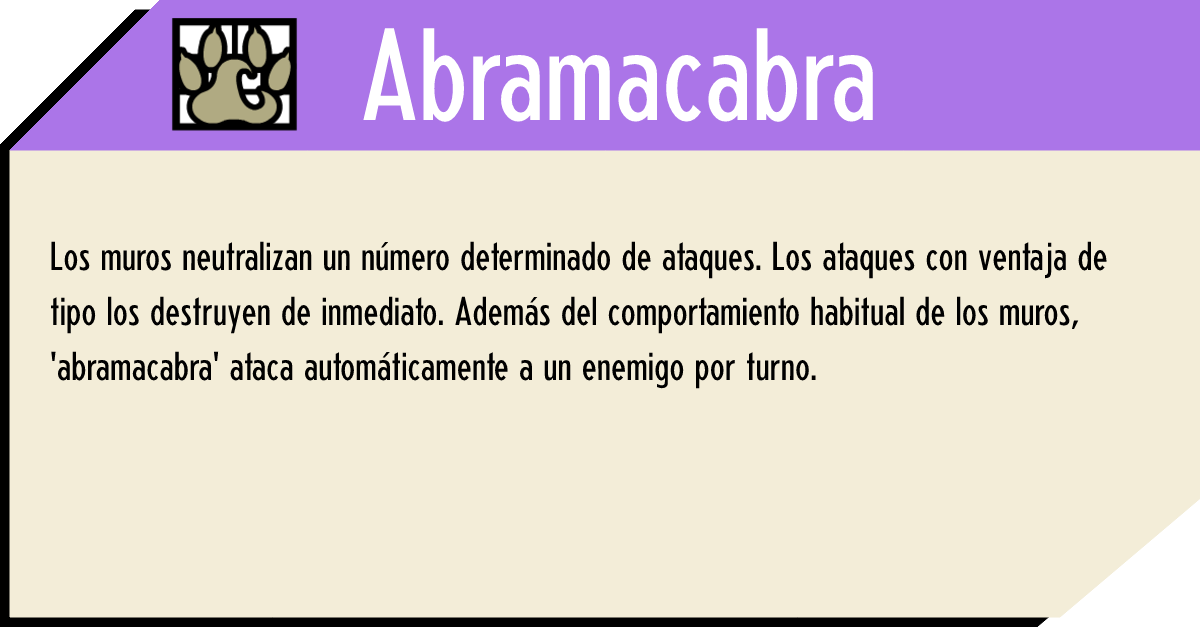 Abramacabra
Los muros neutralizan un número determinado de ataques. Los ataques con ventaja de
tipo los destruyen de inmediato. Además del comportamiento habitual de los muros,
'abramacabra' ataca automáticamente a un enemigo por turno.